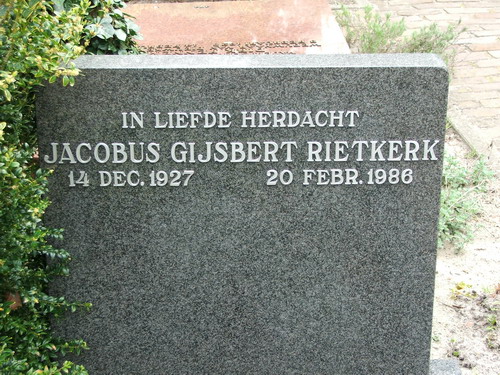 IN LIEFDE HERDACHT
JACOBUS GIJSBERT RIETKERK
14 DEC. 1927 20 FEBR. 1986